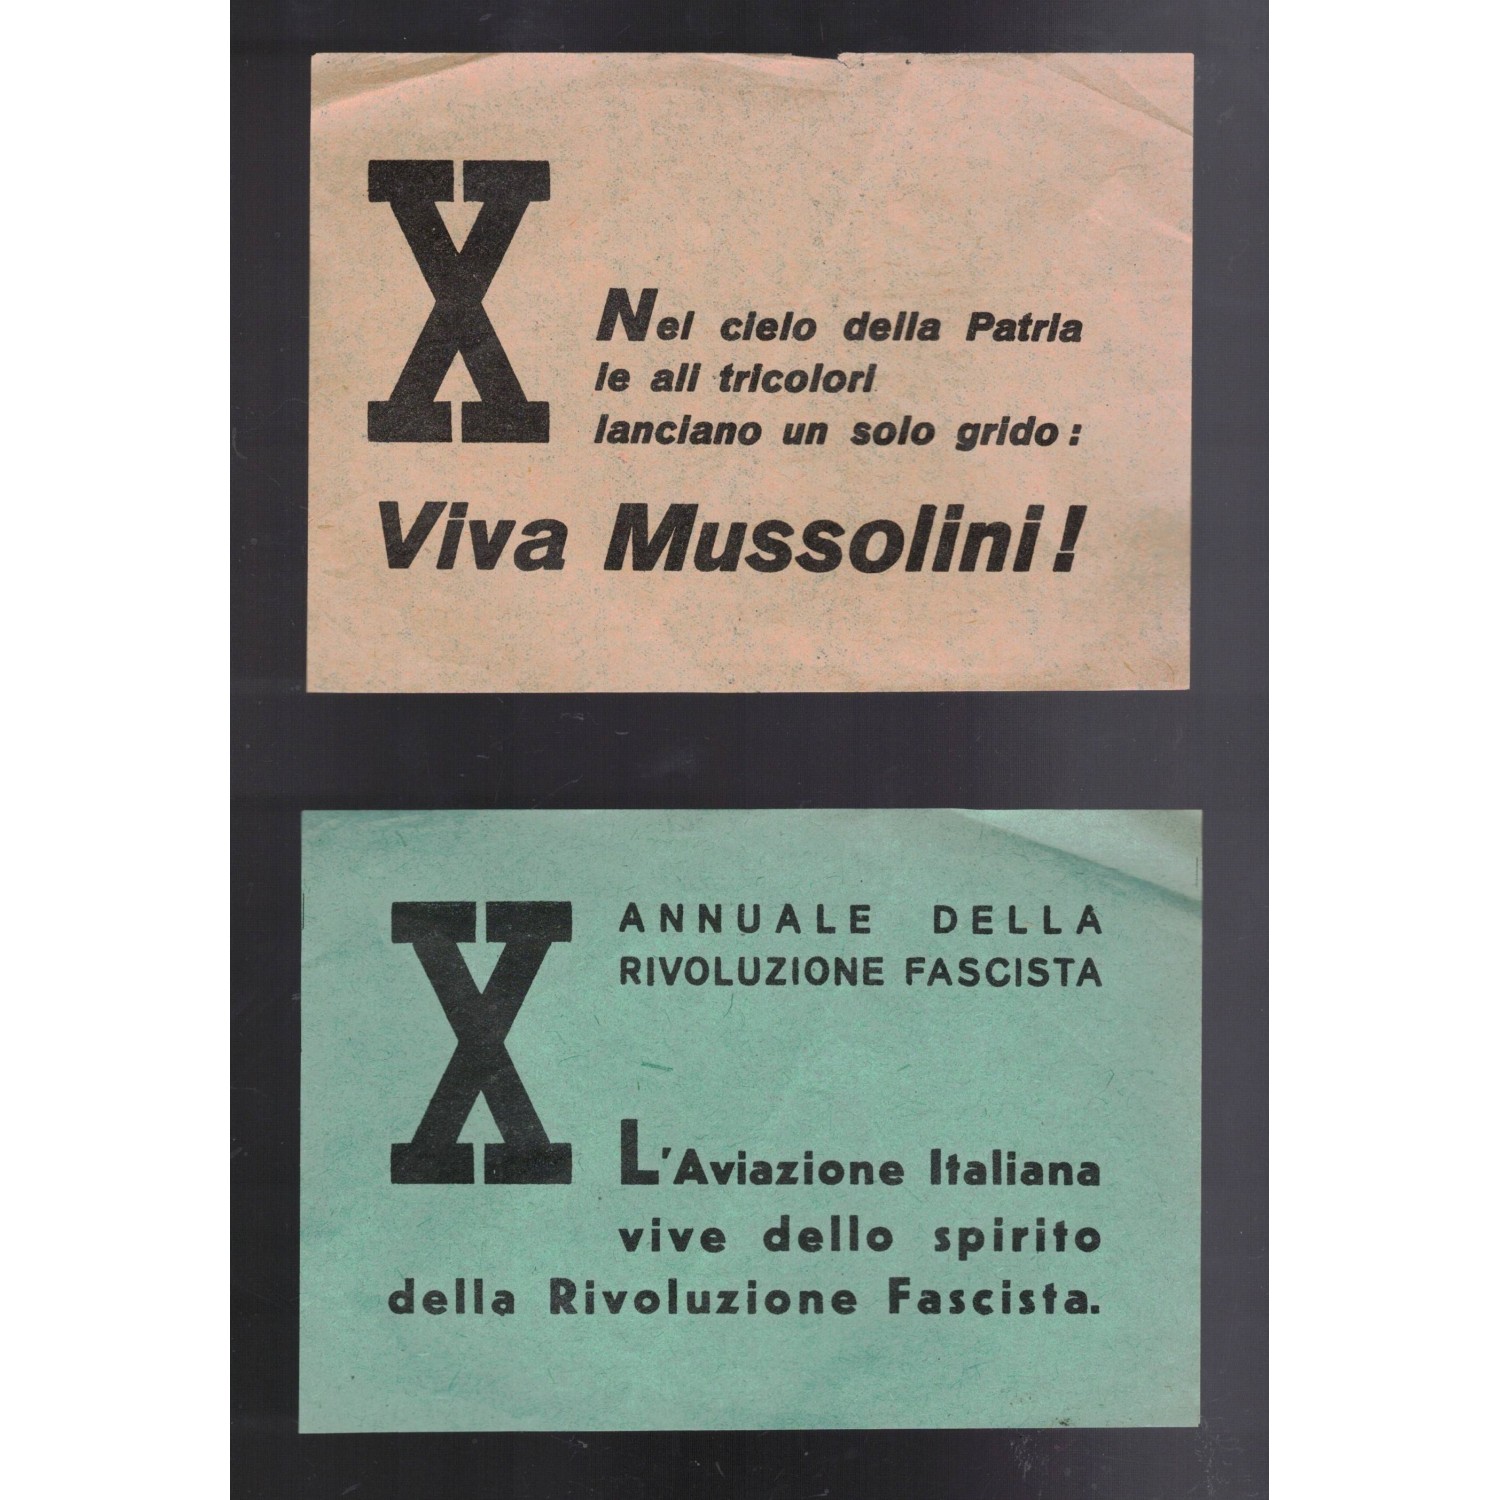 X
Nel cielo della Patria
le ali tricolori
lanciano un solo grido:
Viva Mussolini!
X
ANNUALE DELLA
RIVOLUZIONE FASCISTA
L'Aviazione Italiana
vive dello spirito
della Rivoluzione Fascista.